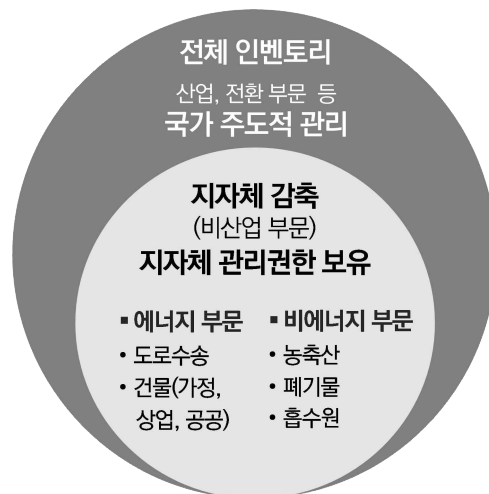 전체 인벤토리
산업, 전환 부문 등
국가 주도적 관리
지자체 감축
(비산업 부문)
지자체 관리권한 보유
▪ 에너지 부문
• 도로수송
• 건물(가정,
상업, 공공)
▪ 비에너지 부문
• 농축산
• 폐기물
• 흡수원